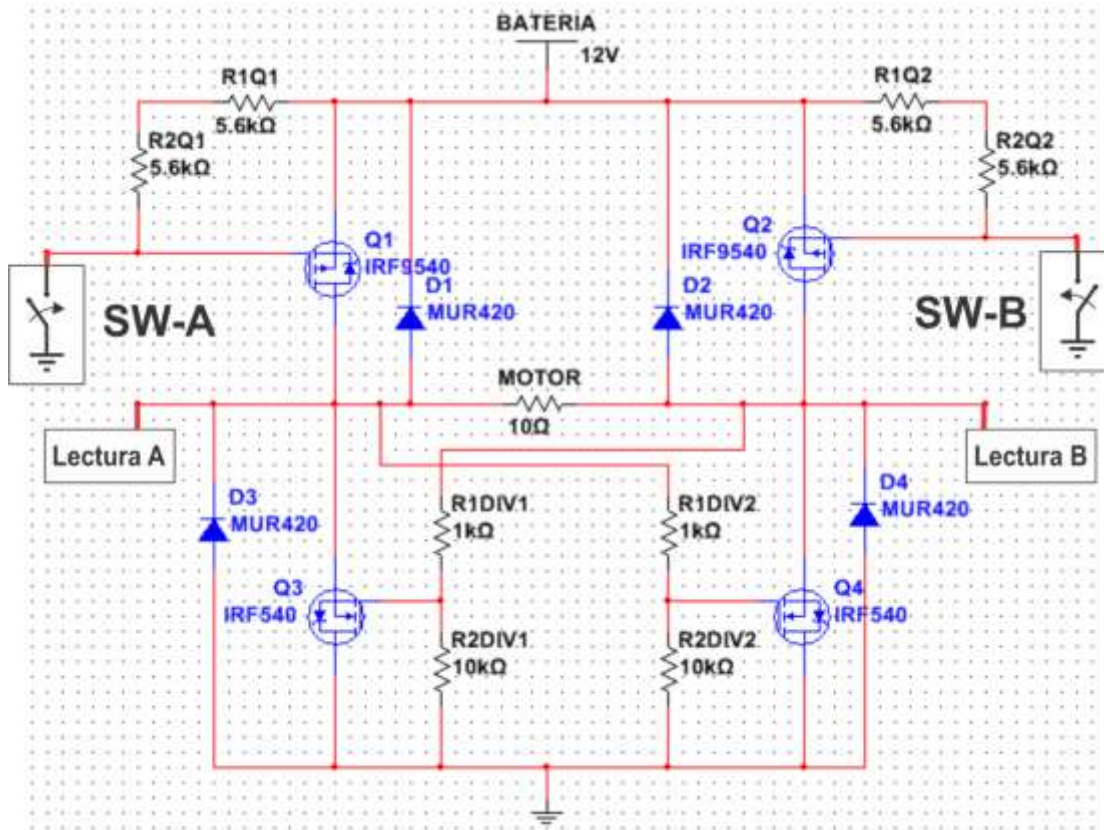 BATERIA
12V
R1Q1
5.6kΩ
R1Q2
5.6kΩ
R2Q1
5.6kΩ
R2Q2
5.6kΩ
Q1
IRF9540
Q2
IRF9540
D1
MUR420
D2
MUR420
SW-A
SW-B
MOTOR
10Ω
Lectura A
Lectura B
D3
MUR420
D4
MUR420
R1DIV1
1kΩ
R1DIV2
1kΩ
Q3
IRF540
Q4
IRF540
R2DIV1
10kΩ
R2DIV2
10kΩ